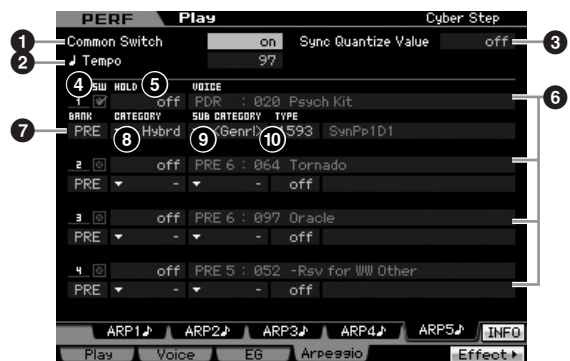 PERF Play Cyber Step
1 Common Switch on Sync Quantize Value off 3
2 ♩ Tempo 97
4 SW HOLD 5 VOICE
1 off PDR : 020 Psych Kit 6
BANK CATEGORY SUB CATEGORY TYPE
7 PRE 8 Hybrd 9 <Genrl> 10 1593 SynPp1D1
2 off PRE 6 : 064 Tornado
PRE - - off
3 off PRE 6 : 097 Oracle
PRE - - off
4 off PRE 5 : 052 -Rsv for WW Other
PRE - - off
ARP1♪ ARP2♪ ARP3♪ ARP4♪ ARP5♪ INFO
Play Voice EG Arpeggio Effect